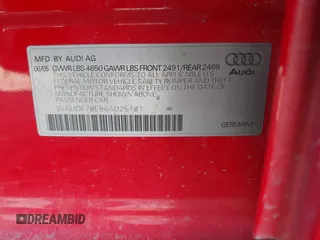 MFD BY AUDI AG
06/05 GVWR LBS 4850 GAWR LBS FRONT 2491/REAR 2469
THIS VEHICLE CONFORMS TO ALL APPLICABLE FEDERAL
MOTOR VEHICLE SAFETY, BUMPER AND THEFT
PREVENTION STANDARDS IN EFFECT ON THE DATE
OF MANUFACTURE SHOWN ABOVE
PASSENGER CAR
Audi
GERMANY
DREAMBID